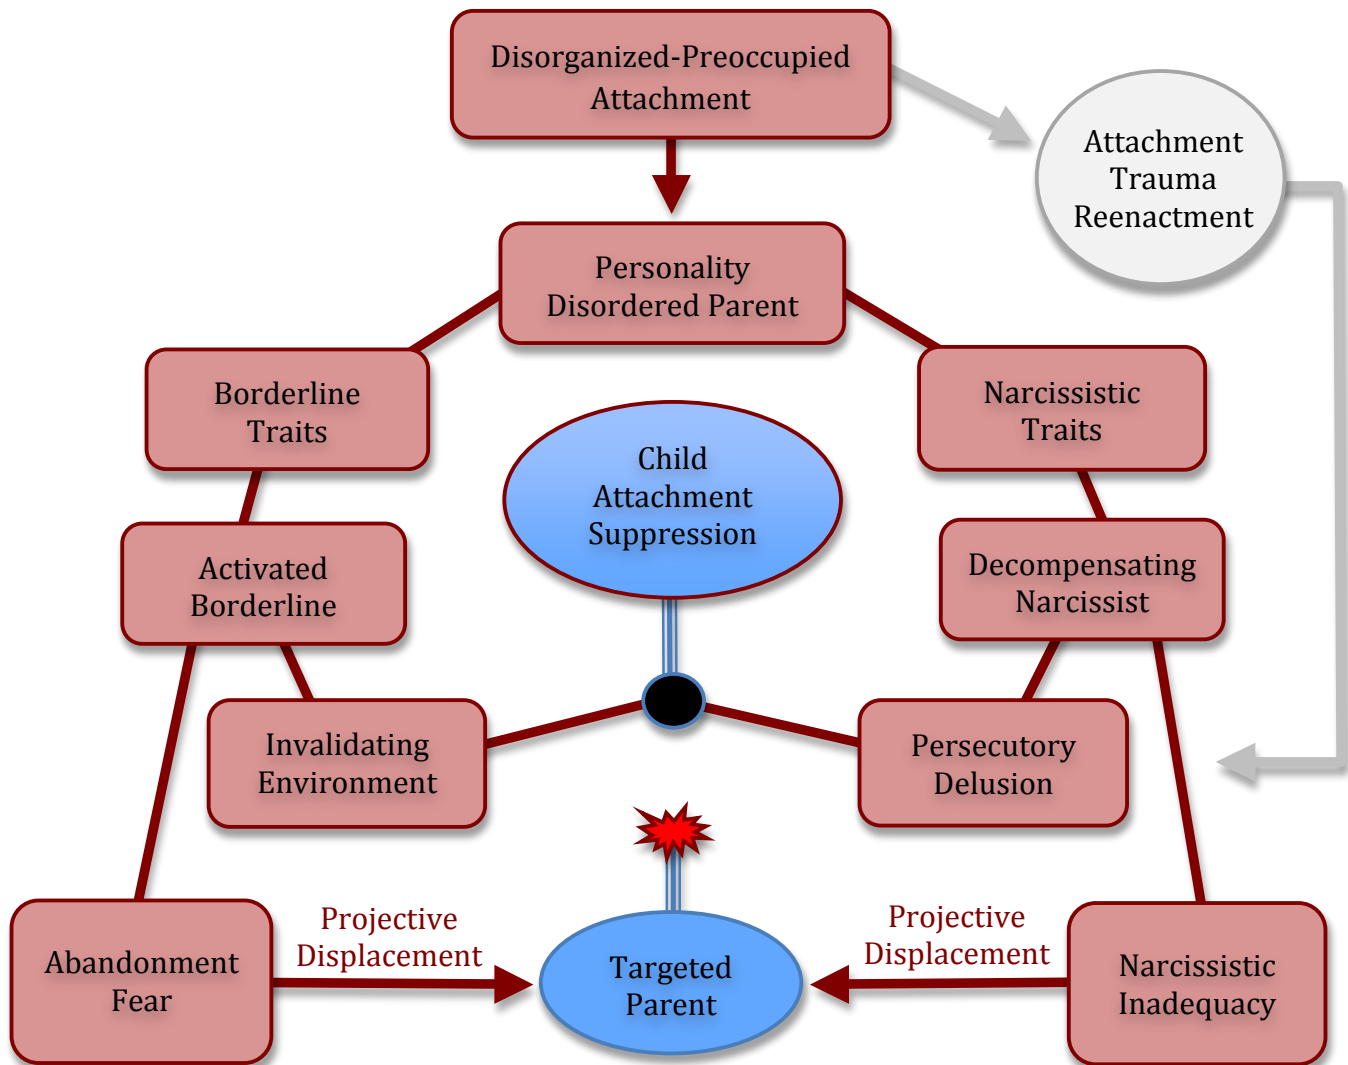 Disorganized-Preoccupied
Attachment
Attachment
Trauma
Reenactment
Personality
Disordered Parent
Borderline
Traits
Narcissistic
Traits
Child
Attachment
Suppression
Activated
Borderline
Decompensating
Narcissist
Invalidating
Environment
Persecutory
Delusion
Abandonment
Fear
Projective
Displacement
Targeted
Parent
Projective
Displacement
Narcissistic
Inadequacy